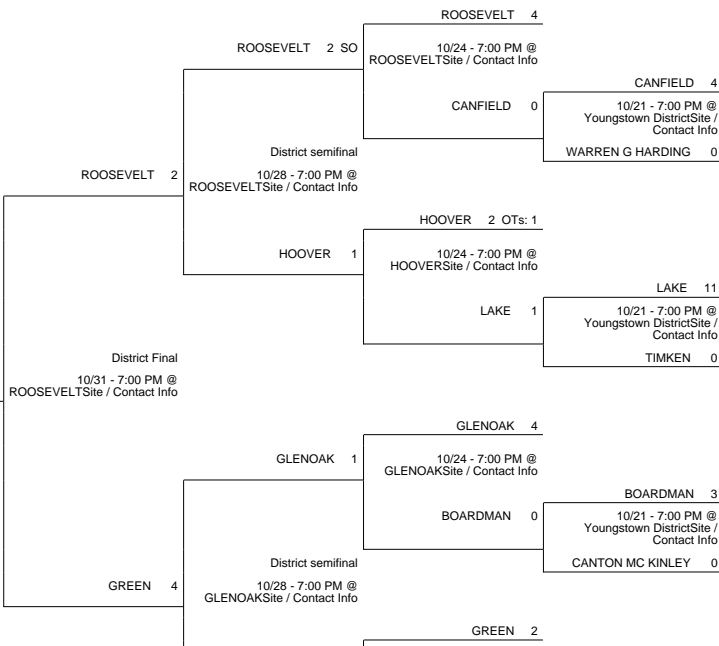 ROOSEVELT 4
ROOSEVELT 2 SO
10/24 - 7:00 PM @
ROOSEVELTSite / Contact Info
CANFIELD 4
CANFIELD 0
10/21 - 7:00 PM @
Youngstown DistrictSite /
Contact Info
WARREN G HARDING 0
District semifinal
ROOSEVELT 2
10/28 - 7:00 PM @
ROOSEVELTSite / Contact Info
HOOVER 2 OTs: 1
HOOVER 1
10/24 - 7:00 PM @
HOOVERSite / Contact Info
LAKE 11
LAKE 1
10/21 - 7:00 PM @
Youngstown DistrictSite /
Contact Info
TIMKEN 0
District Final
10/31 - 7:00 PM @
ROOSEVELTSite / Contact Info
GLENOAK 4
GLENOAK 1
10/24 - 7:00 PM @
GLENOAKSite / Contact Info
BOARDMAN 3
BOARDMAN 0
10/21 - 7:00 PM @
Youngstown DistrictSite /
Contact Info
CANTON MC KINLEY 0
District semifinal
GREEN 4
10/28 - 7:00 PM @
GLENOAKSite / Contact Info
GREEN 2